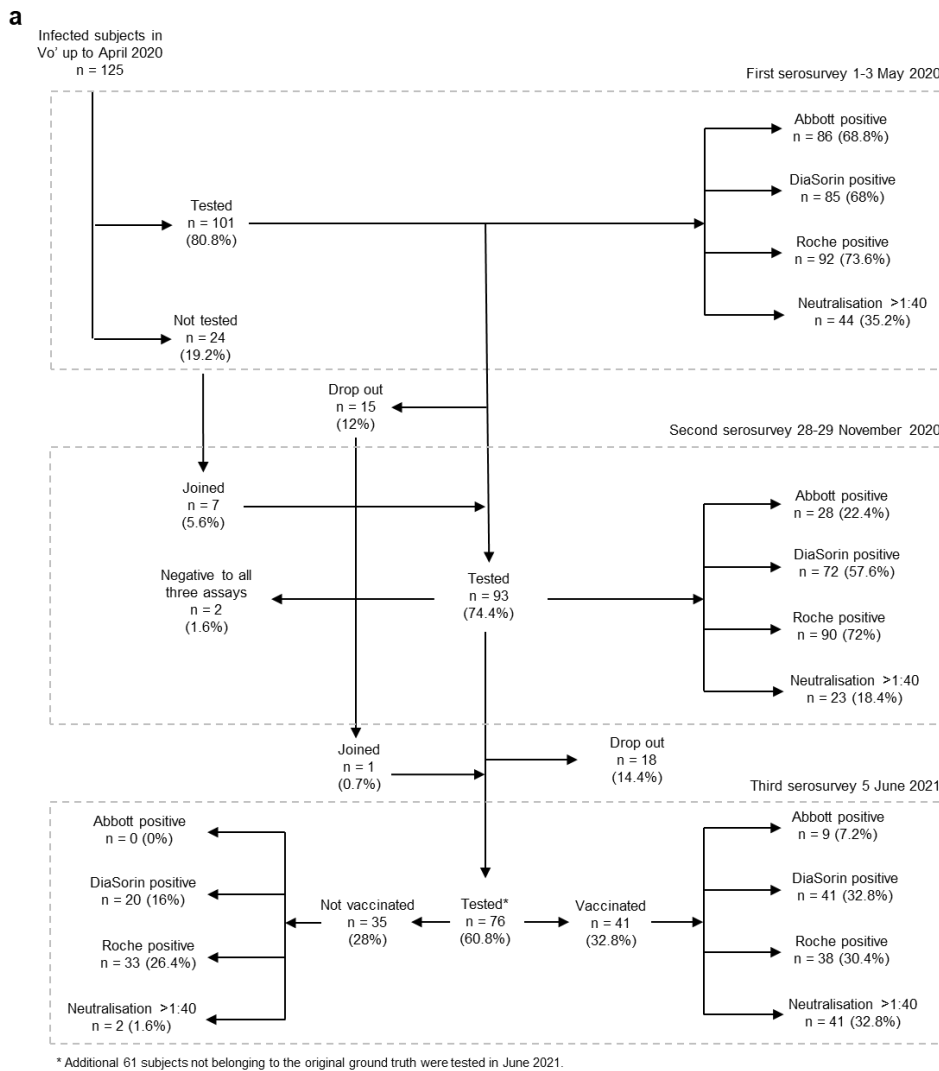 a
Infected subjects in
Vo' up to April 2020
n = 125
First serosurvey 1-3 May 2020
Abbott positive
n = 86 (68.8%)
DiaSorin positive
n = 85 (68%)
Tested
n = 101
(80.8%)
Roche positive
n = 92 (73.6%)
Neutralisation >1:40
n = 44 (35.2%)
Not tested
n = 24
(19.2%)
Drop out
n = 15
(12%)
Second serosurvey 28-29 November 2020
Joined
n = 7
(5.6%)
Abbott positive
n = 28 (22.4%)
DiaSorin positive
n = 72 (57.6%)
Negative to all
three assays
n = 2
(1.6%)
Tested
n = 93
(74.4%)
Roche positive
n = 90 (72%)
Neutralisation >1:40
n = 23 (18.4%)
Joined
n = 1
(0.7%)
Drop out
n = 18
(14.4%)
Third serosurvey 5 June 2021
Abbott positive
n = 0 (0%)
DiaSorin positive
n = 20 (16%)
Roche positive
n = 33 (26.4%)
Neutralisation >1:40
n = 2 (1.6%)
Not vaccinated
n = 35
(28%)
Tested*
n = 76
(60.8%)
Vaccinated
n = 41
(32.8%)
Abbott positive
n = 9 (7.2%)
DiaSorin positive
n = 41 (32.8%)
Roche positive
n = 38 (30.4%)
Neutralisation >1:40
n = 41 (32.8%)
* Additional 61 subjects not belonging to the original ground truth were tested in June 2021.